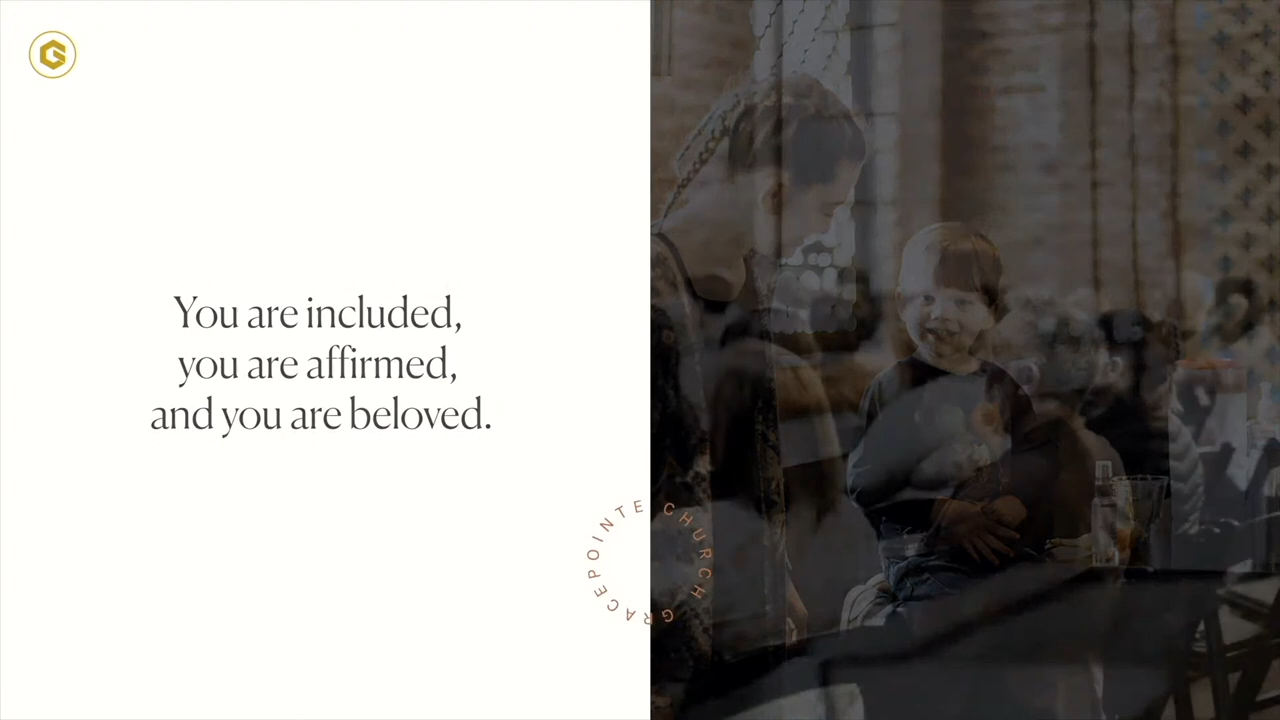 G
You are included,
you are affirmed,
and you are beloved.
GRACEPOINTE CHURCH